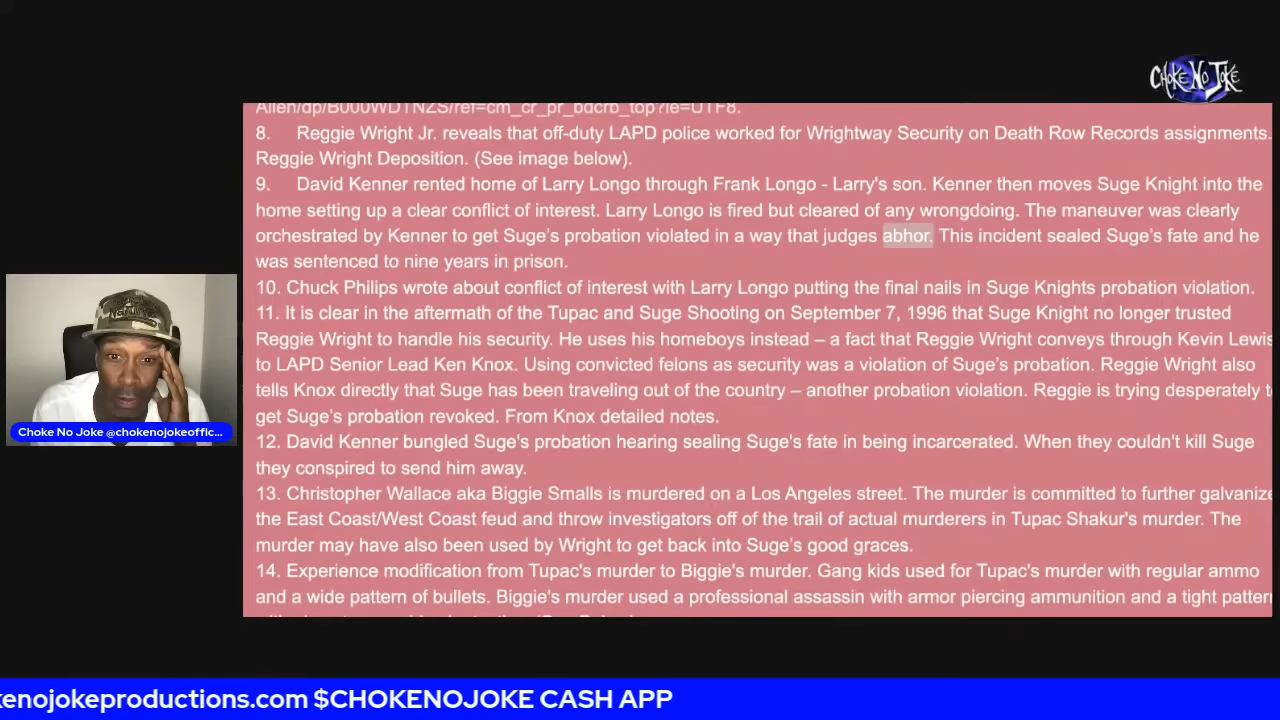 CHOKE NO JOKE
Allen/dp/B000WDTNZS/ref=cm_cr_pr_bdcrb_top?ie=UTF8.
8. Reggie Wright Jr. reveals that off-duty LAPD police worked for Wrightway Security on Death Row Records assignments.
Reggie Wright Deposition. (See image below).
9. David Kenner rented home of Larry Longo through Frank Longo - Larry's son. Kenner then moves Suge Knight into the
home setting up a clear conflict of interest. Larry Longo is fired but cleared of any wrongdoing. The maneuver was clearly
orchestrated by Kenner to get Suge's probation violated in a way that judges abhor. This incident sealed Suge's fate and he
was sentenced to nine years in prison.
10. Chuck Philips wrote about conflict of interest with Larry Longo putting the final nails in Suge Knights probation violation.
11. It is clear in the aftermath of the Tupac and Suge Shooting on September 7, 1996 that Suge Knight no longer trusted
Reggie Wright to handle his security. He uses his homeboys instead – a fact that Reggie Wright conveys through Kevin Lewis
to LAPD Senior Lead Ken Knox. Using convicted felons as security was a violation of Suge's probation. Reggie Wright also
tells Knox directly that Suge has been traveling out of the country – another probation violation. Reggie is trying desperately t
get Suge's probation revoked. From Knox detailed notes.
12. David Kenner bungled Suge's probation hearing sealing Suge's fate in being incarcerated. When they couldn't kill Suge
they conspired to send him away.
13. Christopher Wallace aka Biggie Smalls is murdered on a Los Angeles street. The murder is committed to further galvanize
the East Coast/West Coast feud and throw investigators off of the trail of actual murderers in Tupac Shakur's murder. The
murder may have also been used by Wright to get back into Suge's good graces.
14. Experience modification from Tupac's murder to Biggie's murder. Gang kids used for Tupac's murder with regular ammo
and a wide pattern of bullets. Biggie's murder used a professional assassin with armor piercing ammunition and a tight pattern
Choke No Joke @chokenojokeoffic...
kenojokeproductions.com $CHOKENOJOKE CASH APP